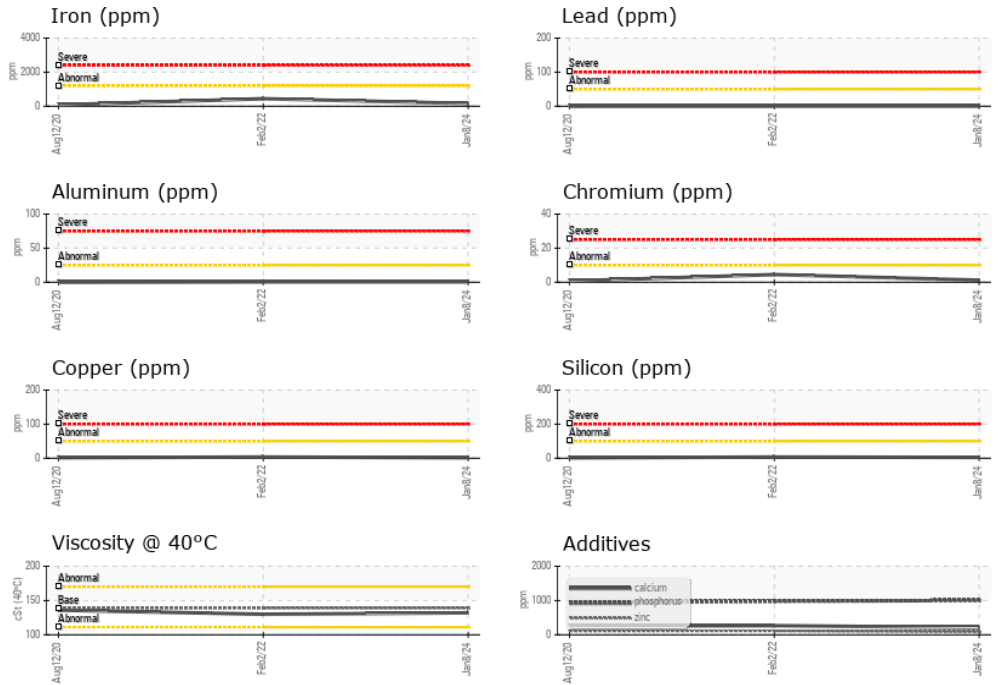 Iron (ppm)
4000
2000
0
ppm
Severe
Abnormal
Aug12/20
Feb2/22
Jan8/24
Lead (ppm)
200
100
0
ppm
Severe
Abnormal
Aug12/20
Feb2/22
Jan8/24
Aluminum (ppm)
100
50
0
ppm
Severe
Abnormal
Aug12/20
Feb2/22
Jan8/24
Chromium (ppm)
40
20
0
ppm
Severe
Abnormal
Aug12/20
Feb2/22
Jan8/24
Copper (ppm)
200
100
0
ppm
Severe
Abnormal
Aug12/20
Feb2/22
Jan8/24
Silicon (ppm)
400
200
0
ppm
Severe
Abnormal
Aug12/20
Feb2/22
Jan8/24
Viscosity @ 40°C
200
150
100
cSt (40°C)
Abnormal
Base
Abnormal
Aug12/20
Feb2/22
Jan8/24
Additives
2000
1000
0
ppm
calcium
phosphorus
zinc
Aug12/20
Feb2/22
Jan8/24